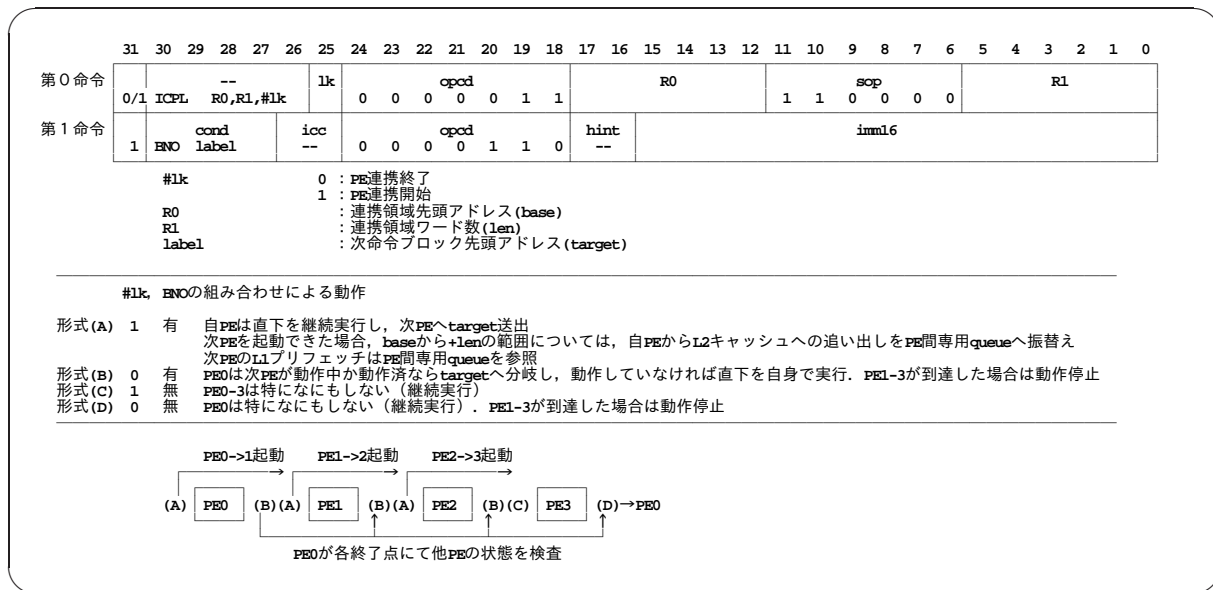 31 30 29 28 27 26 25 24 23 22 21 20 19 18 17 16 15 14 13 12 11 10 9 8 7 6 5 4 3 2 1 0
第0命令 -- lk opcd R0 sop R1
0/1 ICPL R0,R1,#lk 0 0 0 0 0 1 1 1 1 0 0 0 0
第1命令 cond icc opcd hint imm16
1 BNO label -- 0 0 0 0 1 1 0 --
#lk 0 :PE連携終了
1 :PE連携開始
R0 :連携領域先頭アドレス(base)
R1 :連携領域ワード数(len)
label :次命令ブロック先頭アドレス(target)
#lk, BNOの組み合わせによる動作
形式(A) 1 有 自PEは直下を継続実行し,次PEへtarget送出
次PEを起動できた場合,baseから+lenの範囲については,自PEからL2キャッシュへの追い出しをPE間専用queueへ振替え
次PEのL1プリフェッチはPE間専用queueを参照
形式(B) 0 有 PE0は次PEが動作中か動作済ならtargetへ分岐し,動作していなければ直下を自身で実行.PE1-3が到達した場合は動作停止
形式(C) 1 無 PE0-3は特になにもしない(継続実行)
形式(D) 0 無 PE0は特になにもしない(継続実行).PE1-3が到達した場合は動作停止
PE0->1起動 PE1->2起動 PE2->3起動
(A) PE0 (B)(A) PE1 (B)(A) PE2 (B)(C) PE3 (D)→PE0
PE0が各終了点にて他PEの状態を検査